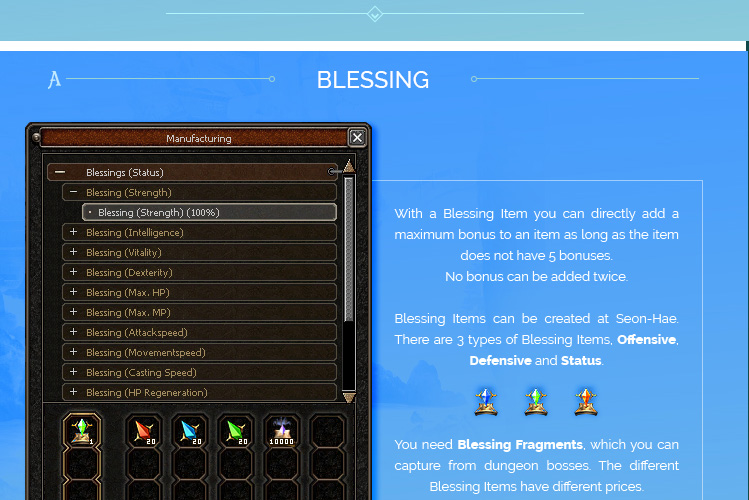 A
BLESSING
Manufacturing
Blessings (Status)
Blessing (Strength)
Blessing (Strength) (100%)
Blessing (Intelligence)
Blessing (Vitality)
Blessing (Dexterity)
Blessing (Max. HP)
Blessing (Max. MP)
Blessing (Attackspeed)
Blessing (Movementspeed)
Blessing (Casting Speed)
Blessing (HP Regeneration)
1
20
20
20
10000
With a Blessing Item you can directly add a
maximum bonus to an item as long as the item
does not have 5 bonuses.
No bonus can be added twice.
Blessing Items can be created at Seon-Hae.
There are 3 types of Blessing Items, Offensive,
Defensive and Status.
You need Blessing Fragments, which you can
capture from dungeon bosses. The different
Blessing Items have different prices.